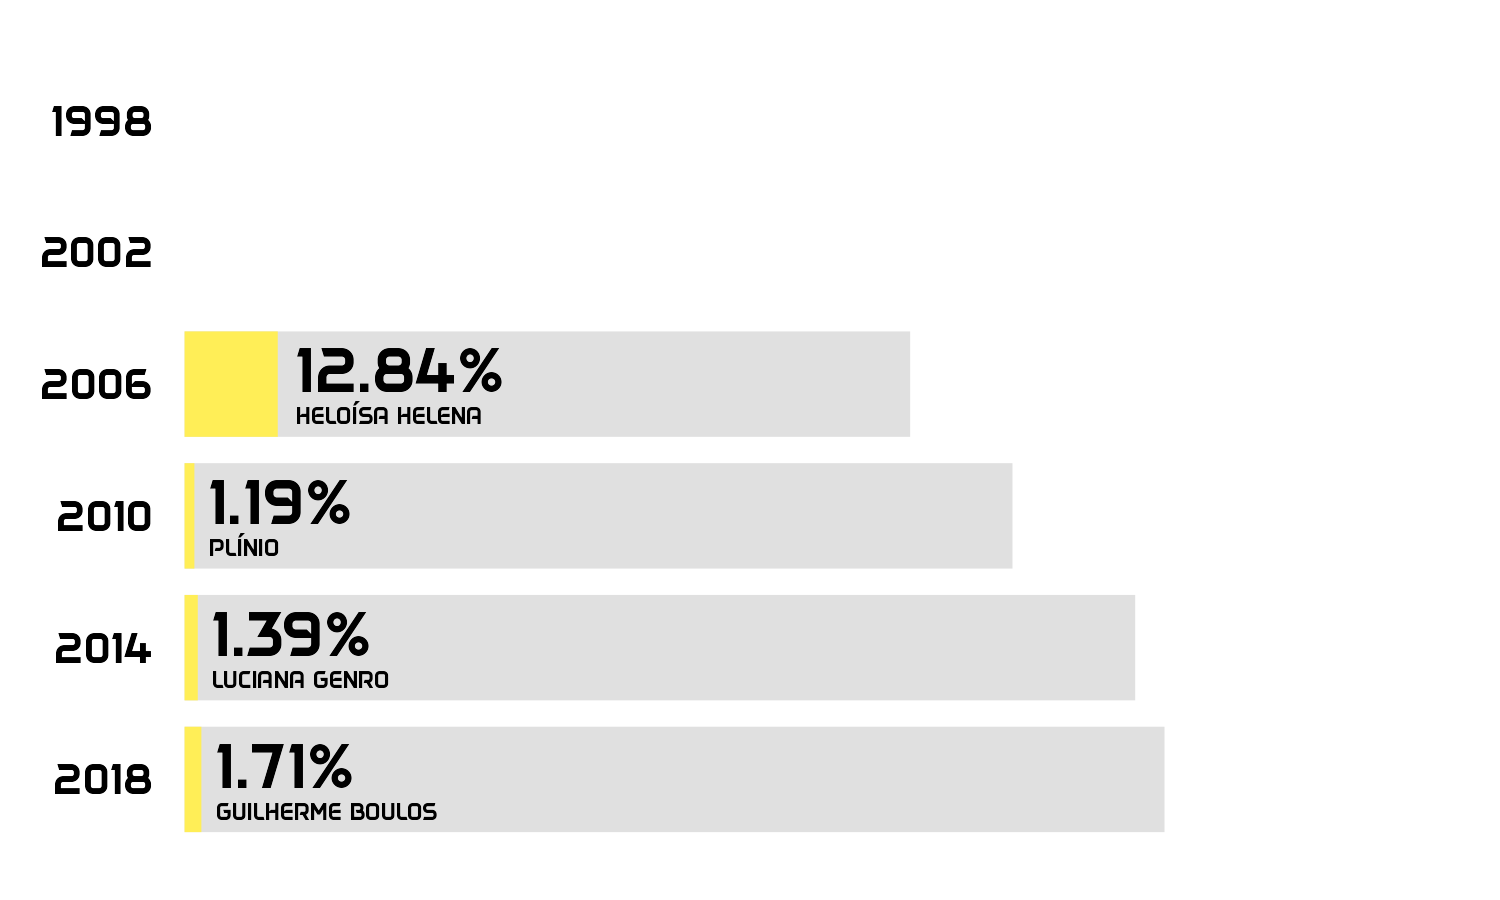 1998
2002
2006
12.84%
HELOÍSA HELENA
2010
1.19%
PLÍNIO
2014
1.39%
LUCIANA GENRO
2018
1.71%
GUILHERME BOULOS